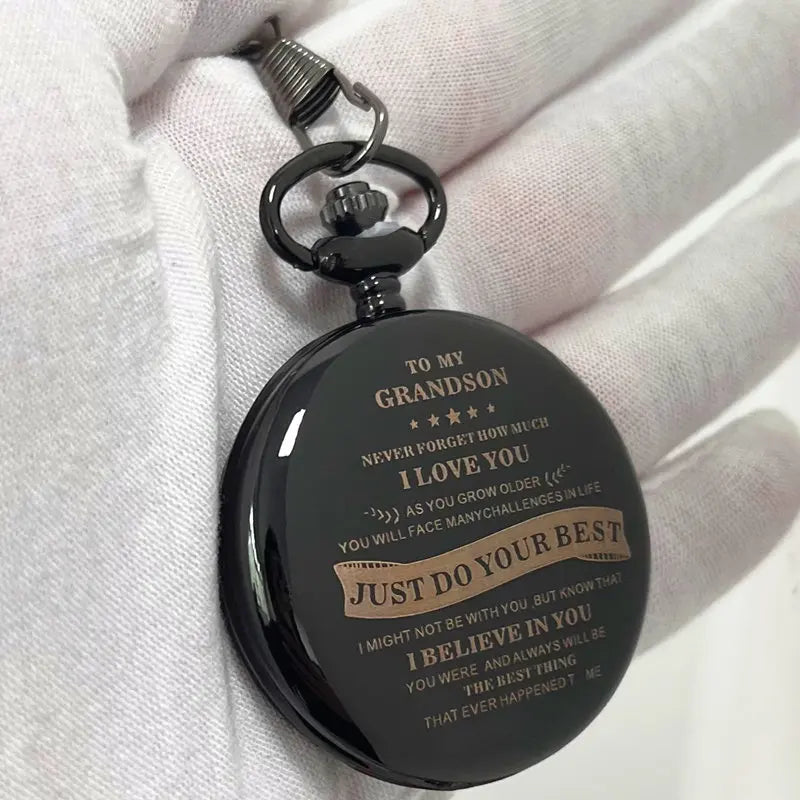 TO MY
GRANDSON
NEVER FORGET HOW MUCH
I LOVE YOU
AS YOU GROW OLDER
YOU WILL FACE MANYCHALLENGES IN LIFE
JUST DO YOUR BEST
I MIGHT NOT BE WITH YOU ,BUT KNOW THAT
I BELIEVE IN YOU
YOU WERE AND ALWAYS WILL BE
THE BEST THING
THAT EVER HAPPENED T ME